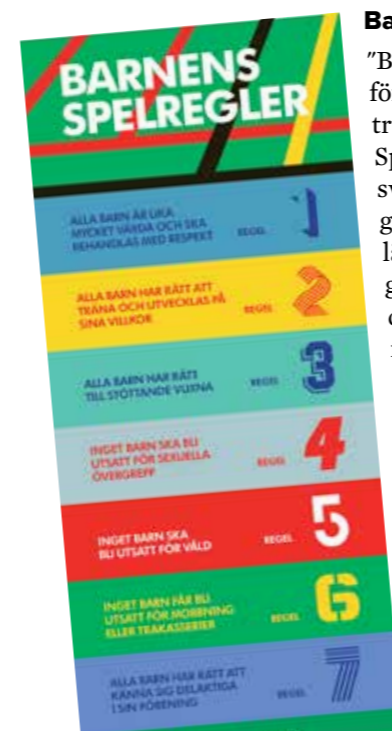 BARNENS
SPELREGLER
ALLA BARN ÄR LIKA
MYCKET VÄRDA OCH SKA
BEHANDLAS MED RESPEKT
REGEL 1
ALLA BARN HAR RÄTT ATT
TRÄNA OCH UTVECKLAS PÅ
SINA VILLKOR
REGEL 2
ALLA BARN HAR RÄTT
TILL STÖTTANDE VUXNA
REGEL 3
INGET BARN SKA BLI
UTSATT FÖR SEXUELLA
ÖVERGREPP
REGEL 4
INGET BARN SKA
BLI UTSATT FÖR VÅLD
REGEL 5
INGET BARN FÅR BLI
UTSATT FÖR MOBBNING
ELLER TRAKASSERIER
REGEL 6
ALLA BARN HAR RÄTT ATT
KÄNNA SIG DELAKTIGA
I SIN FÖRENING
REGEL 7
Ba
"B
fö
tr
Sp
sv
g